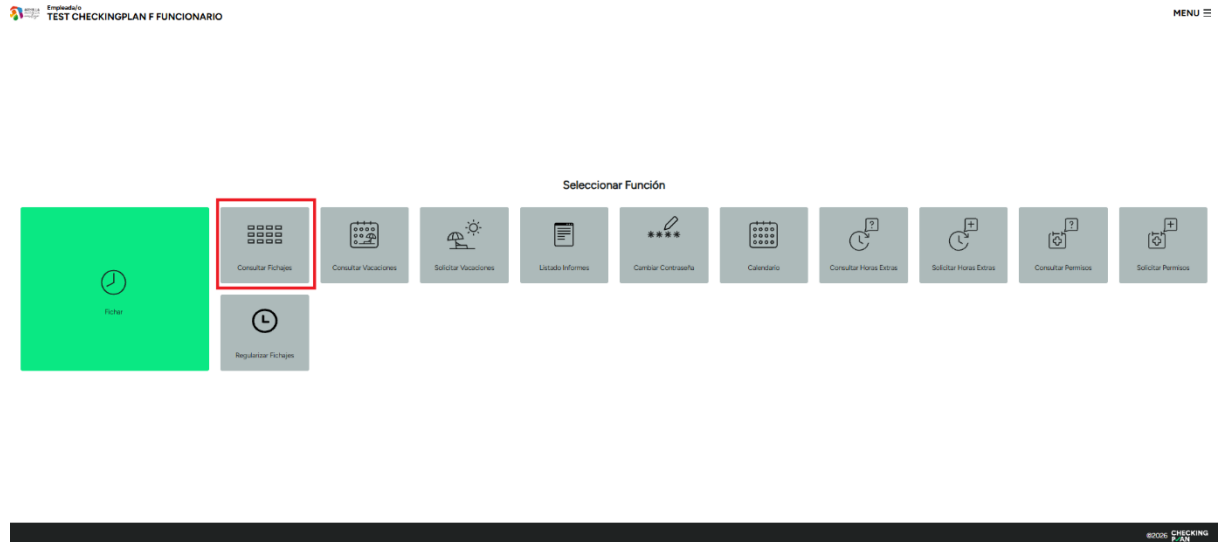 Empleada/o
TEST CHECKINGPLAN F FUNCIONARIO
MENU
Seleccionar Función
Fichar
Consultar Fichajes
Consultar Vacaciones
Solicitar Vacaciones
Listado Informes
Cambiar Contraseña
Calendario
Consultar Horas Extras
Solicitar Horas Extras
Consultar Permisos
Solicitar Permisos
Regularizar Fichajes
©2026 CHECKING
PLAN